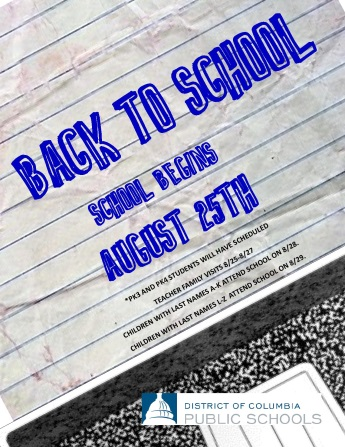 BACK TO SCHOOL
SCHOOL BEGINS
AUGUST 25TH
*PK3 AND PK4 STUDENTS WILL HAVE SCHEDULED
TEACHER FAMILY VISITS 8/25-8/27
CHILDREN WITH LAST NAMES A-K ATTEND SCHOOL ON 8/28.
CHILDREN WITH LAST NAMES L-Z ATTEND SCHOOL ON 8/29.
DISTRICT OF COLUMBIA
PUBLIC SCHOOLS